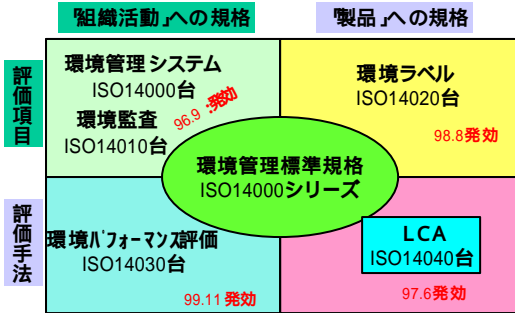 ｢組織活動｣への規格
｢製品｣への規格
評価項目
環境管理システム
ISO14000台
環境監査
ISO14010台
96.9 :発効
環境ラベル
ISO14020台
98.8発効
環境管理標準規格
ISO14000シリーズ
評価手法
環境ﾊﾟﾌｫｰﾏﾝｽ評価
ISO14030台
99.11 発効
LCA
ISO14040台
97.6発効